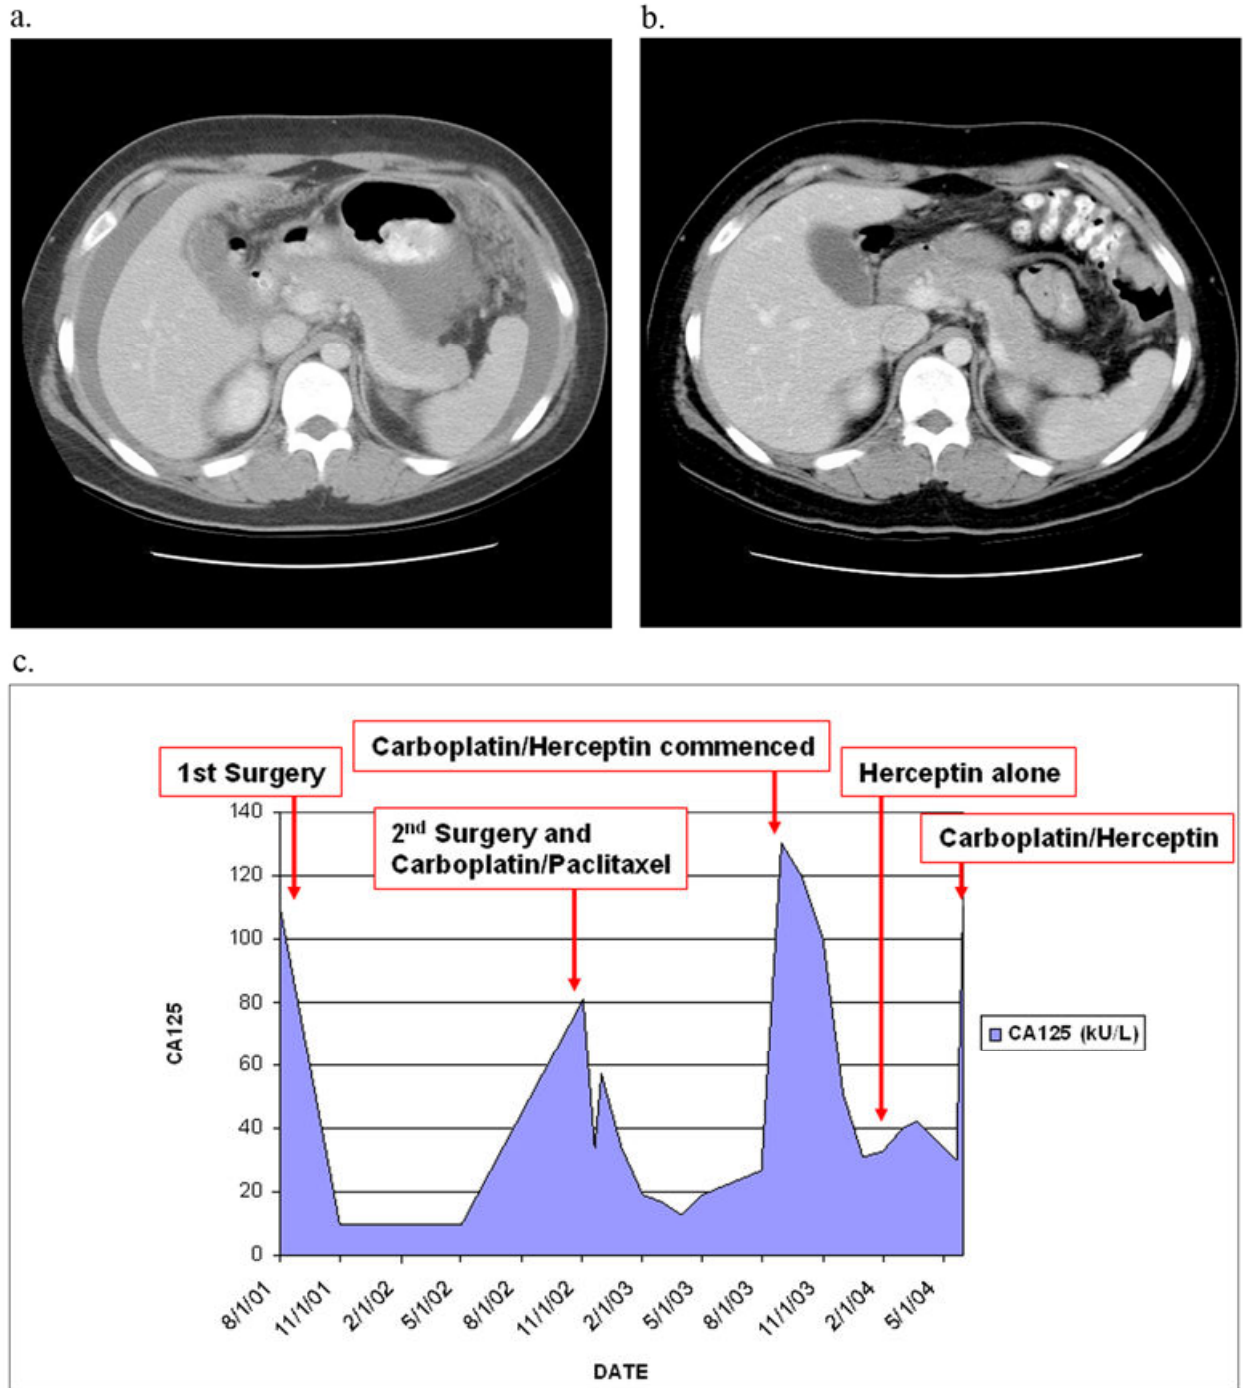 a.
b.
c.
Carboplatin/Herceptin commenced
1st Surgery
Herceptin alone
2nd Surgery and
Carboplatin/Paclitaxel
Carboplatin/Herceptin
140
120
100
80
60
40
20
0
CA125
CA125 (kU/L)
8/1/01
11/1/01
2/1/02
5/1/02
8/1/02
11/1/02
2/1/03
5/1/03
8/1/03
11/1/03
2/1/04
5/1/04
DATE